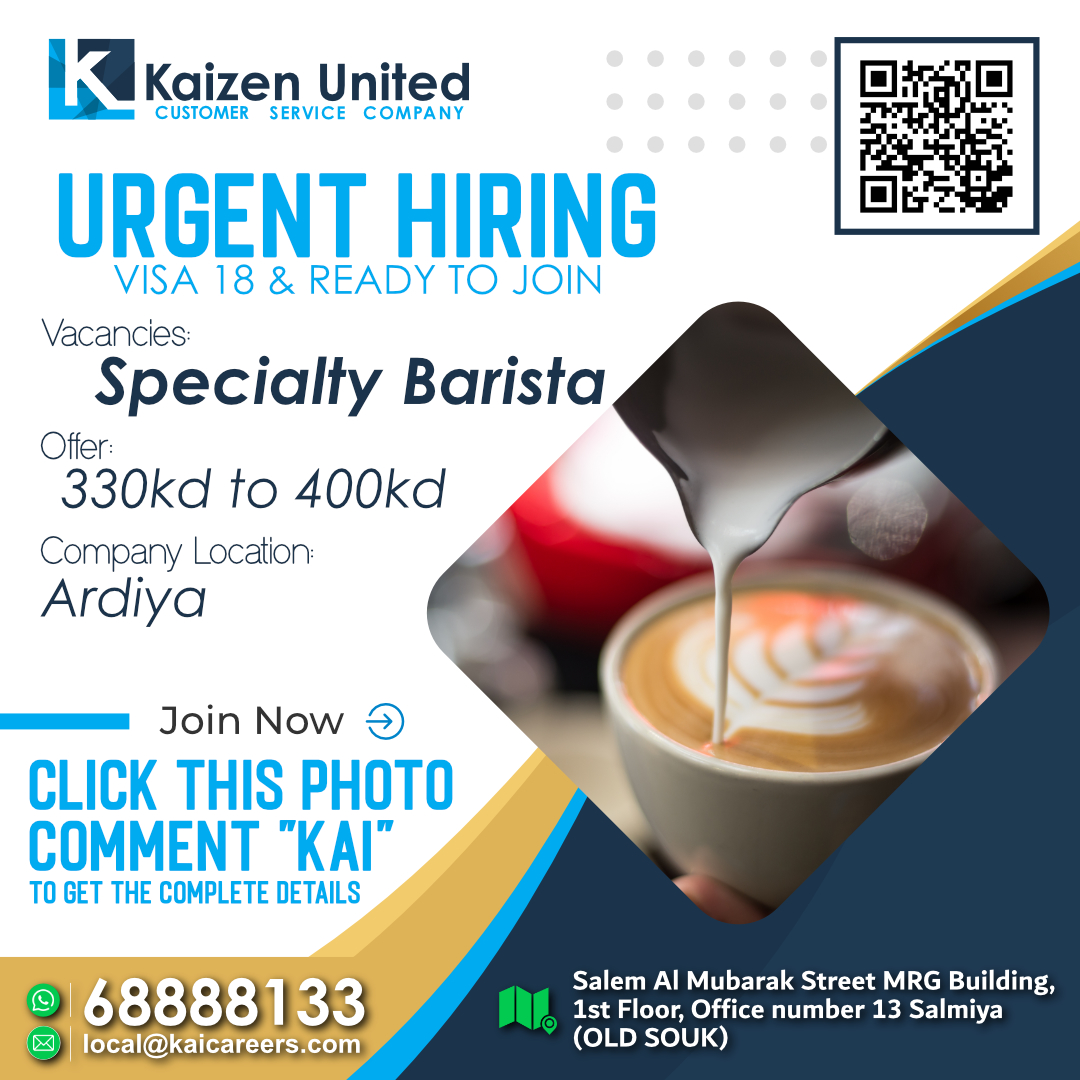 Kaizen United
CUSTOMER SERVICE COMPANY
URGENT HIRING
VISA 18 & READY TO JOIN
Vacancies:
Specialty Barista
Offer:
330kd to 400kd
Company Location:
Ardiya
Join Now
CLICK THIS PHOTO
COMMENT "KAI"
TO GET THE COMPLETE DETAILS
68888133
local@kaicareers.com
Salem Al Mubarak Street MRG Building,
1st Floor, Office number 13 Salmiya
(OLD SOUK)